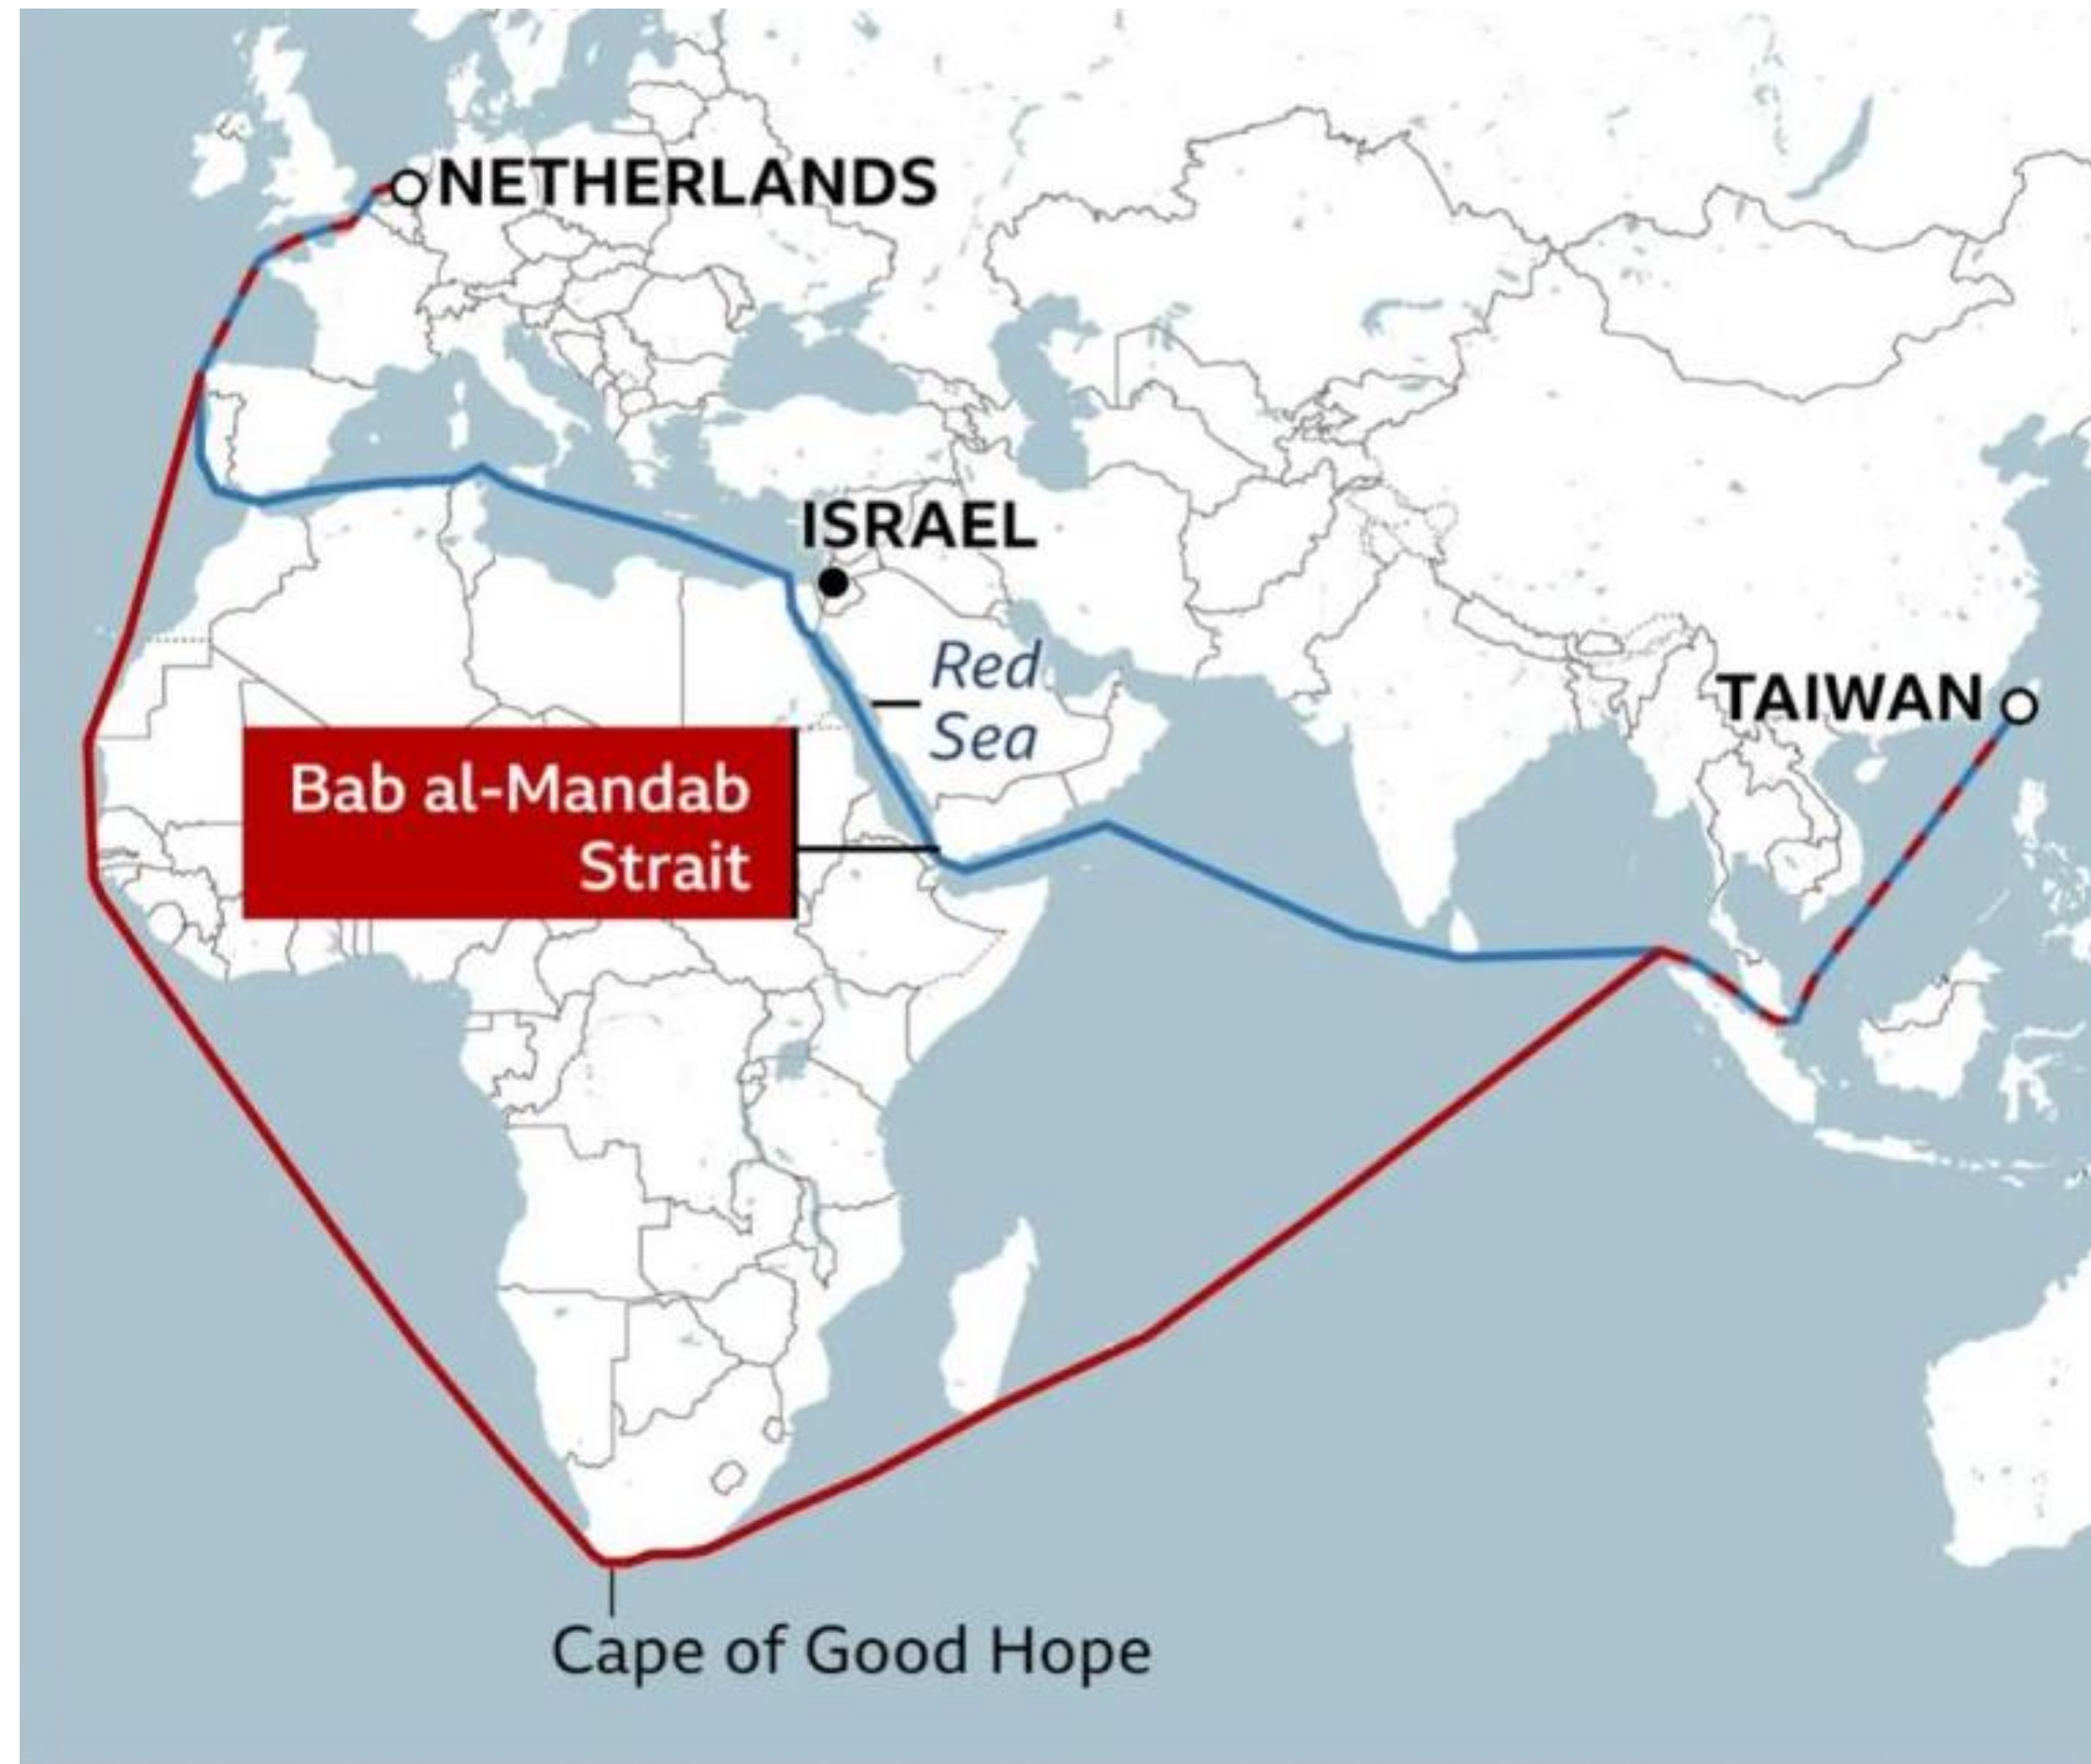 NETHERLANDS
ISRAEL
Red
Sea
TAIWAN
Bab al-Mandab
Strait
Cape of Good Hope